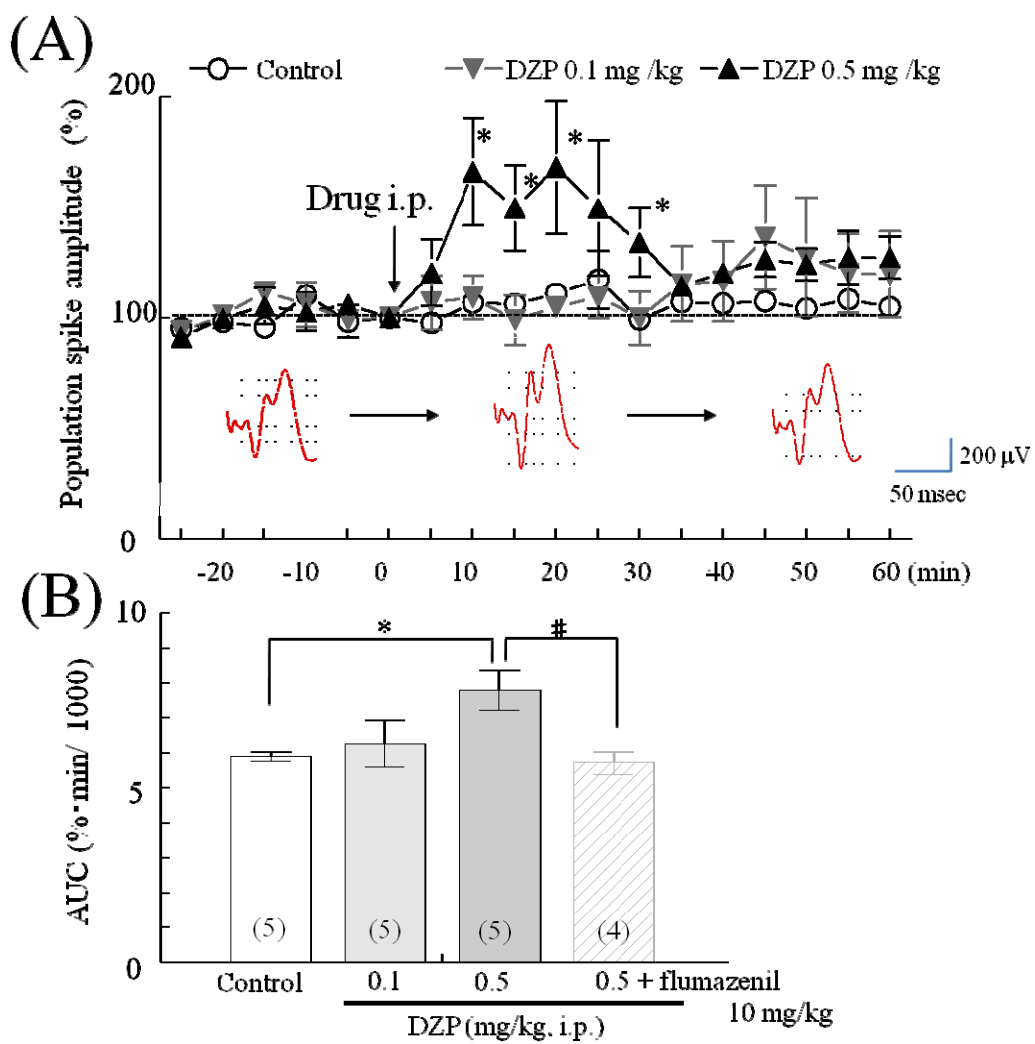 (A)
Control DZP 0.1 mg /kg DZP 0.5 mg /kg
Population spike amplitude (%)
200
100
0
Drug i.p.
* * * *
200 µV
50 msec
-20 -10 0 10 20 30 40 50 60 (min)
(B)
AUC (%·min/ 1000)
10
5
0
* #
(5) (5) (5) (4)
Control 0.1 0.5 0.5 + flumazenil
10 mg/kg
DZP (mg/kg, i.p.)